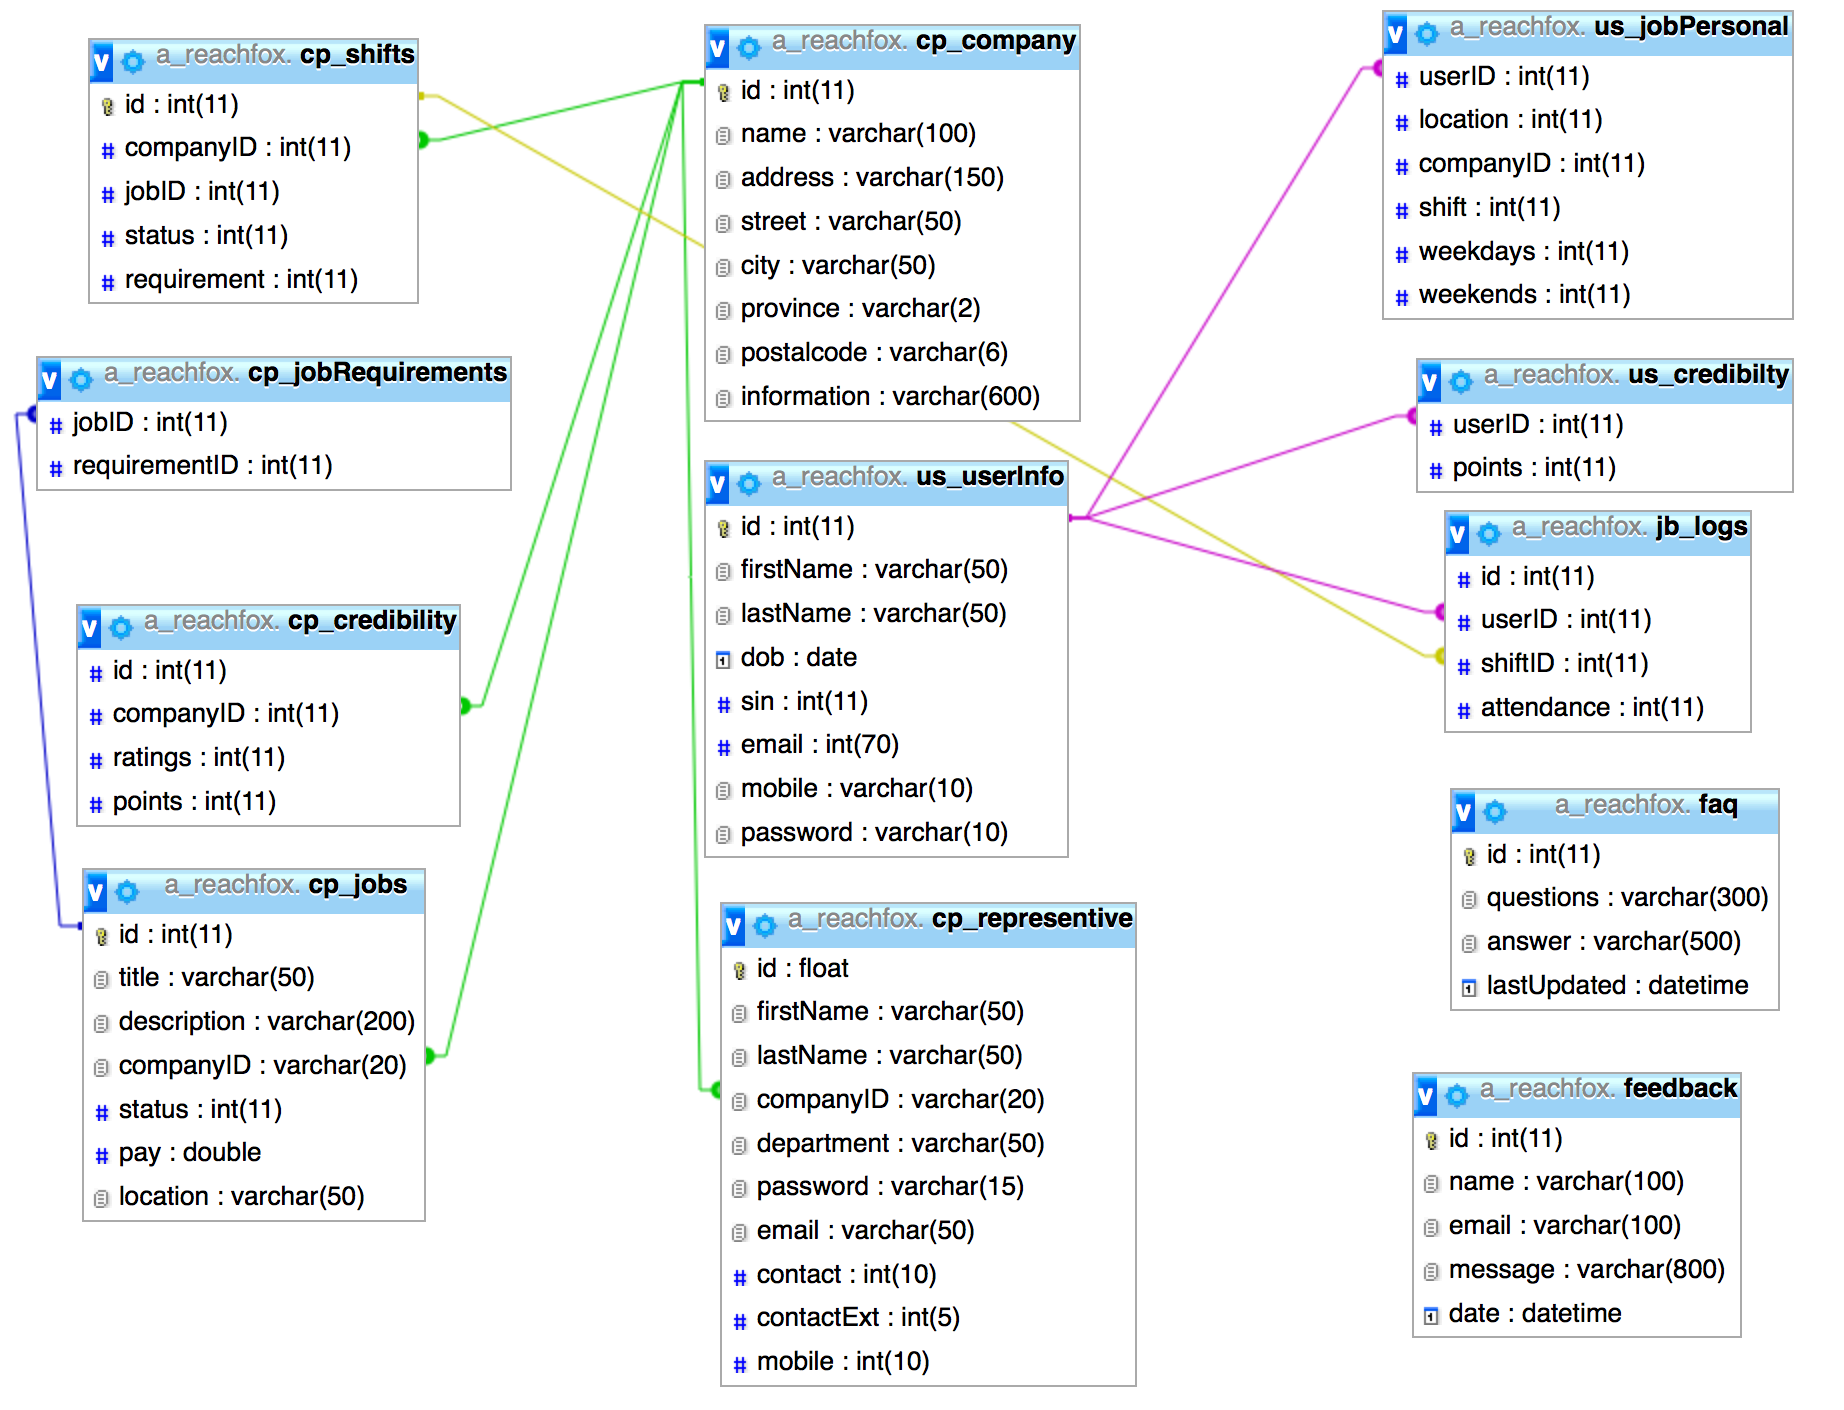 a_reachfox. cp_shifts
id : int(11)
companyID : int(11)
jobID : int(11)
status : int(11)
requirement : int(11)
a_reachfox. cp_jobRequirements
jobID : int(11)
requirementID : int(11)
a_reachfox. cp_credibility
id : int(11)
companyID : int(11)
ratings : int(11)
points : int(11)
a_reachfox. cp_jobs
id : int(11)
title : varchar(50)
description : varchar(200)
companyID : varchar(20)
status : int(11)
pay : double
location : varchar(50)
a_reachfox. cp_company
id : int(11)
name : varchar(100)
address : varchar(150)
street : varchar(50)
city : varchar(50)
province : varchar(2)
postalcode : varchar(6)
information : varchar(600)
a_reachfox. us_userInfo
id : int(11)
firstName : varchar(50)
lastName : varchar(50)
dob : date
sin : int(11)
email : int(70)
mobile : varchar(10)
password : varchar(10)
a_reachfox. cp_representive
id : float
firstName : varchar(50)
lastName : varchar(50)
companyID : varchar(20)
department : varchar(50)
password : varchar(15)
email : varchar(50)
contact : int(10)
contactExt : int(5)
mobile : int(10)
a_reachfox. us_jobPersonal
userID : int(11)
location : int(11)
companyID : int(11)
shift : int(11)
weekdays : int(11)
weekends : int(11)
a_reachfox. us_credibilty
userID : int(11)
points : int(11)
a_reachfox. jb_logs
id : int(11)
userID : int(11)
shiftID : int(11)
attendance : int(11)
a_reachfox. faq
id : int(11)
questions : varchar(300)
answer : varchar(500)
lastUpdated : datetime
a_reachfox. feedback
id : int(11)
name : varchar(100)
email : varchar(100)
message : varchar(800)
date : datetime